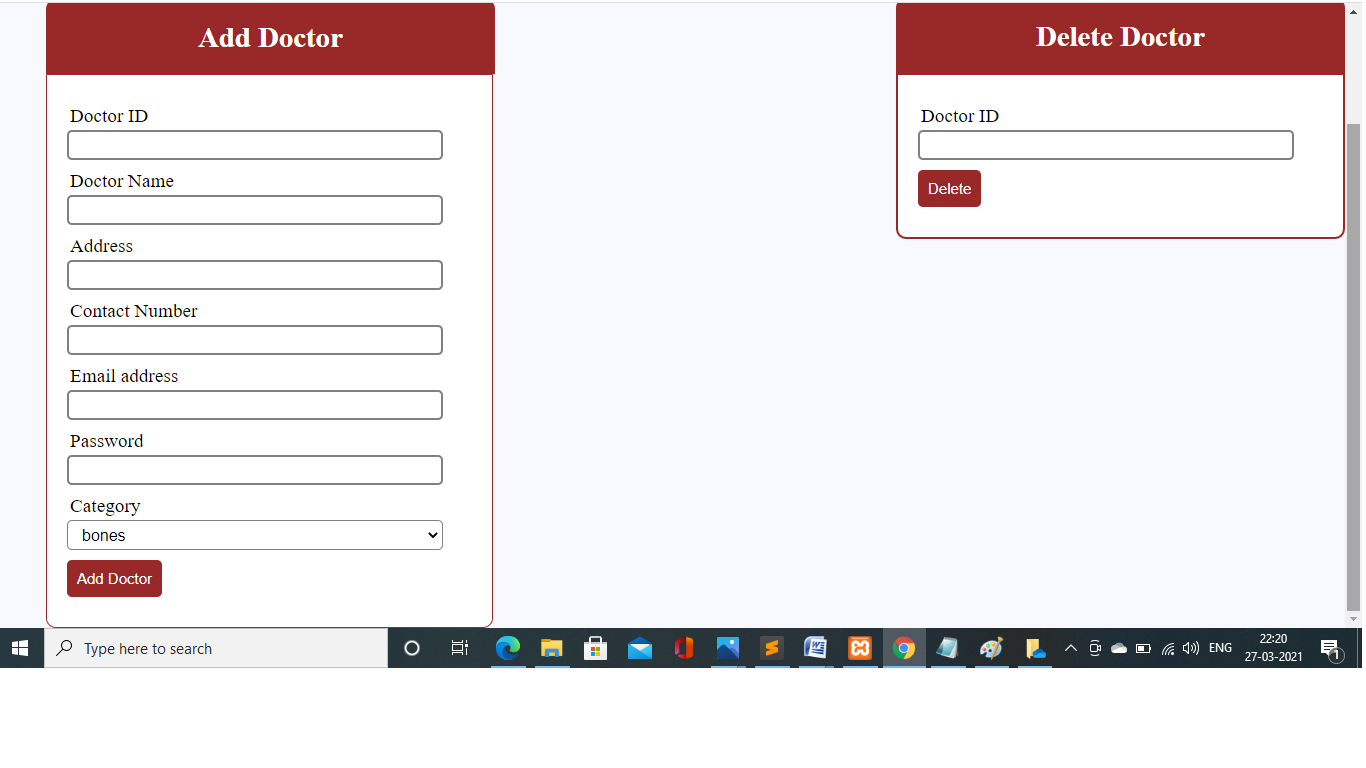 Add Doctor
Doctor ID
Doctor Name
Address
Contact Number
Email address
Password
Category
bones
Add Doctor
Delete Doctor
Doctor ID
Delete
Type here to search
W
ENG
22:20
27-03-2021
1